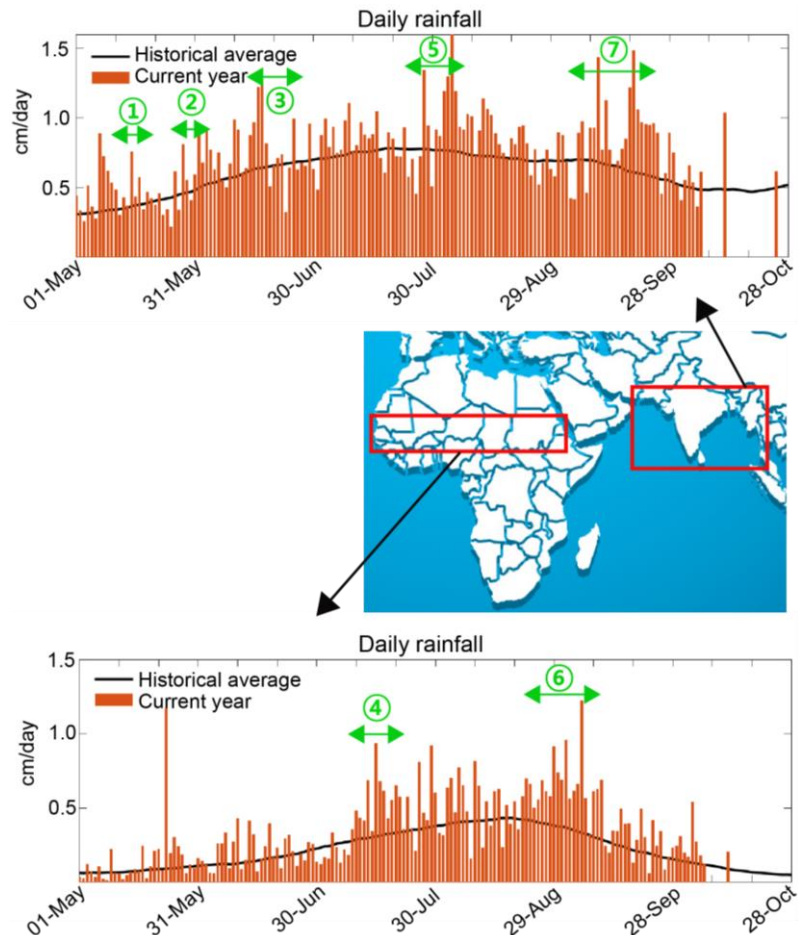 Daily rainfall
1.5
1.0
0.5
cm/day
Historical average
Current year
①
②
③
⑤
⑦
01-May
31-May
30-Jun
30-Jul
29-Aug
28-Sep
28-Oct
Daily rainfall
1.5
1.0
0.5
cm/day
Historical average
Current year
④
⑥
01-May
31-May
30-Jun
30-Jul
29-Aug
28-Sep
28-Oct